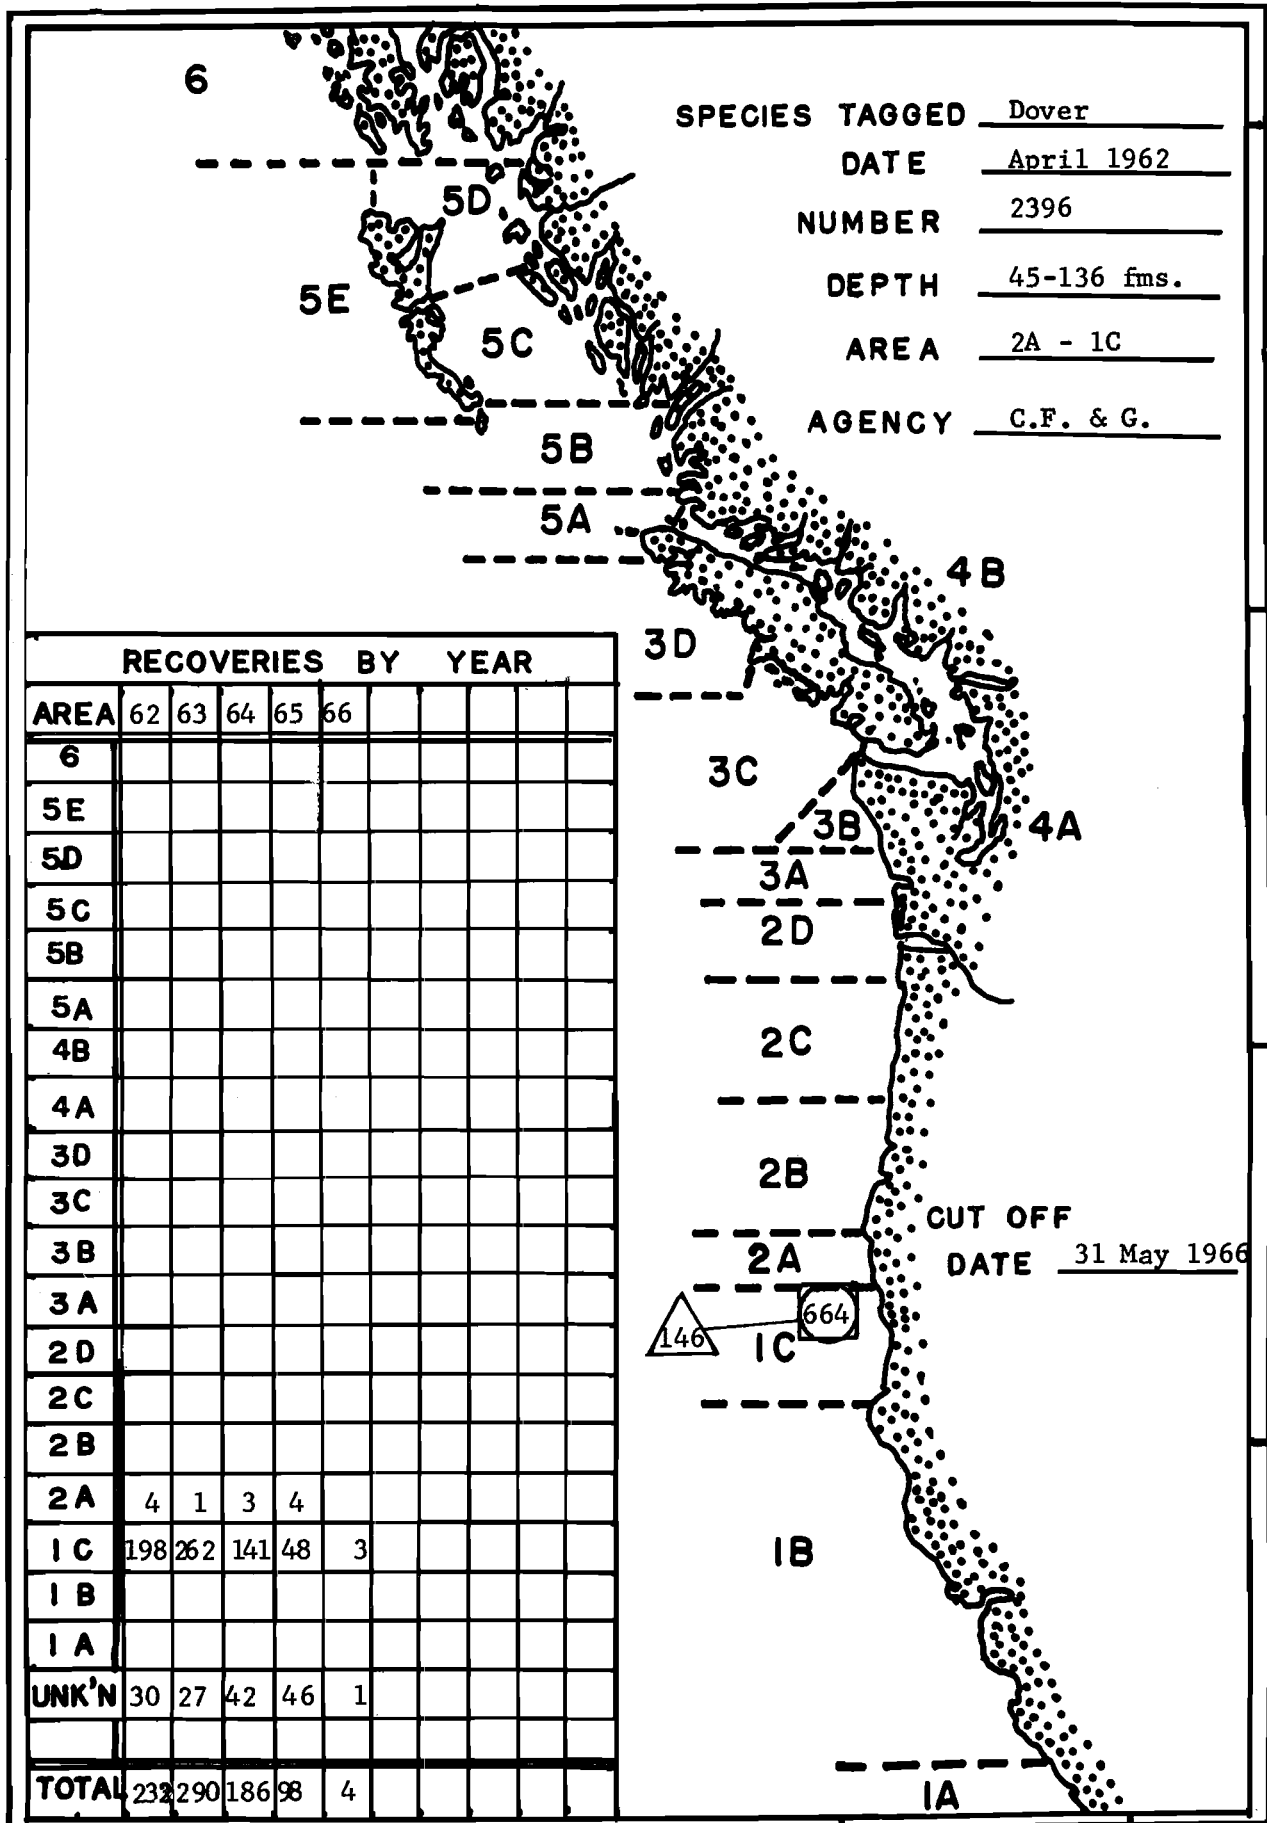 6
SPECIES TAGGED Dover
DATE April 1962
NUMBER 2396
DEPTH 45-136 fms.
AREA 2A - 1C
AGENCY C.F. & G.
5D
5E
5C
5B
5A
4B
3D
3C
3B
4A
3A
2D
2C
2B
2A
CUT OFF
DATE 31 May 1966
146
664
1C
1B
1A
RECOVERIES BY YEAR
AREA 62 63 64 65 66
6
5E
5D
5C
5B
5A
4B
4A
3D
3C
3B
3A
2D
2C
2B
2A 4 1 3 4
1C 198 262 141 48 3
1B
1A
UNK'N 30 27 42 46 1
TOTAL 232 290 186 98 4